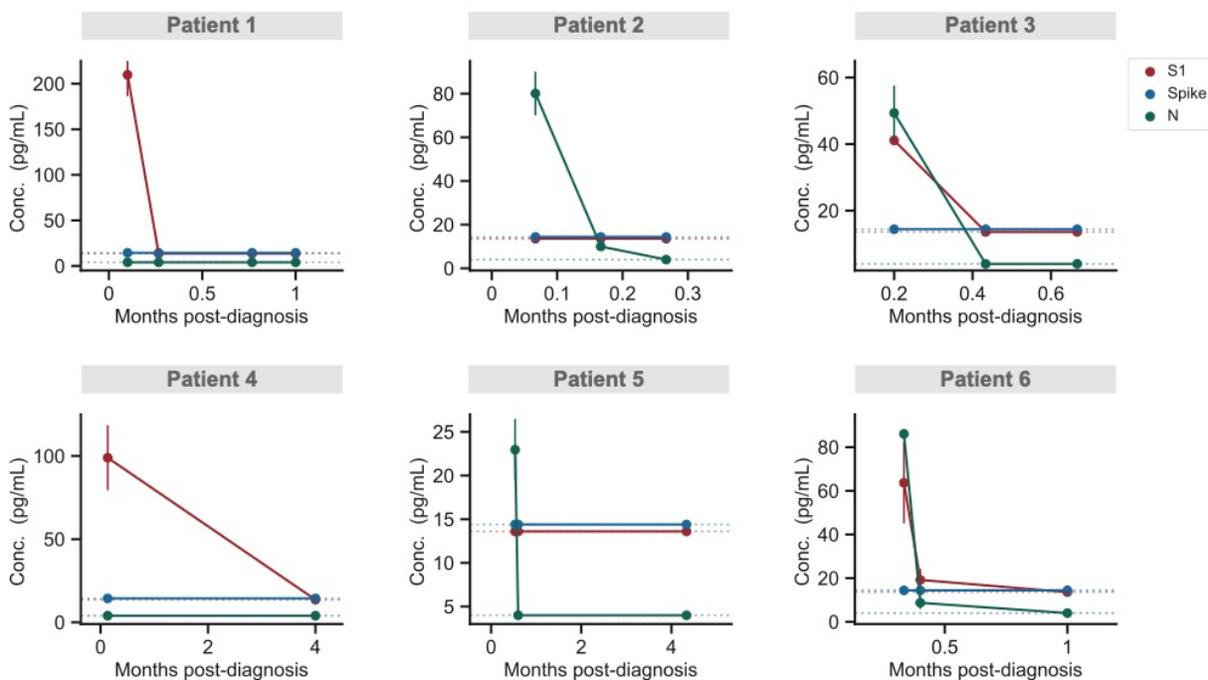 Patient 1
Patient 2
Patient 3
S1
Spike
N
Conc. (pg/mL)
200
150
100
50
0
0
0.5
1
Months post-diagnosis
Conc. (pg/mL)
80
60
40
20
0
0
0.1
0.2
0.3
Months post-diagnosis
Conc. (pg/mL)
60
40
20
0.2
0.4
0.6
Months post-diagnosis
Patient 4
Patient 5
Patient 6
Conc. (pg/mL)
100
50
0
0
2
4
Months post-diagnosis
Conc. (pg/mL)
25
20
15
10
5
0
2
4
Months post-diagnosis
Conc. (pg/mL)
80
60
40
20
0
0.5
1
Months post-diagnosis